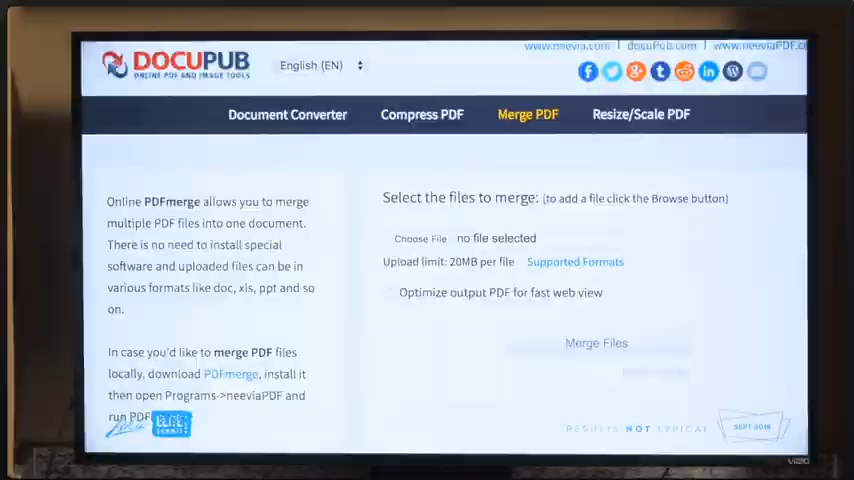 www.neevia.com | docuPub.com | www.neeviaPDF.co
DOCUPUB
ONLINE PDF AND IMAGE TOOLS
English (EN)
Document Converter
Compress PDF
Merge PDF
Resize/Scale PDF
Online PDFmerge allows you to merge
multiple PDF files into one document.
There is no need to install special
software and uploaded files can be in
various formats like doc, xls, ppt and so
on.
In case you'd like to merge PDF files
locally, download PDFmerge, install it
then open Programs->neeviaPDF and
run PDF
Select the files to merge: (to add a file click the Browse button)
Choose File no file selected
Upload limit: 20MB per file Supported Formats
Optimize output PDF for fast web view
Merge Files
RESULTS NOT TYPICAL
SEPT 2019
VIZIO